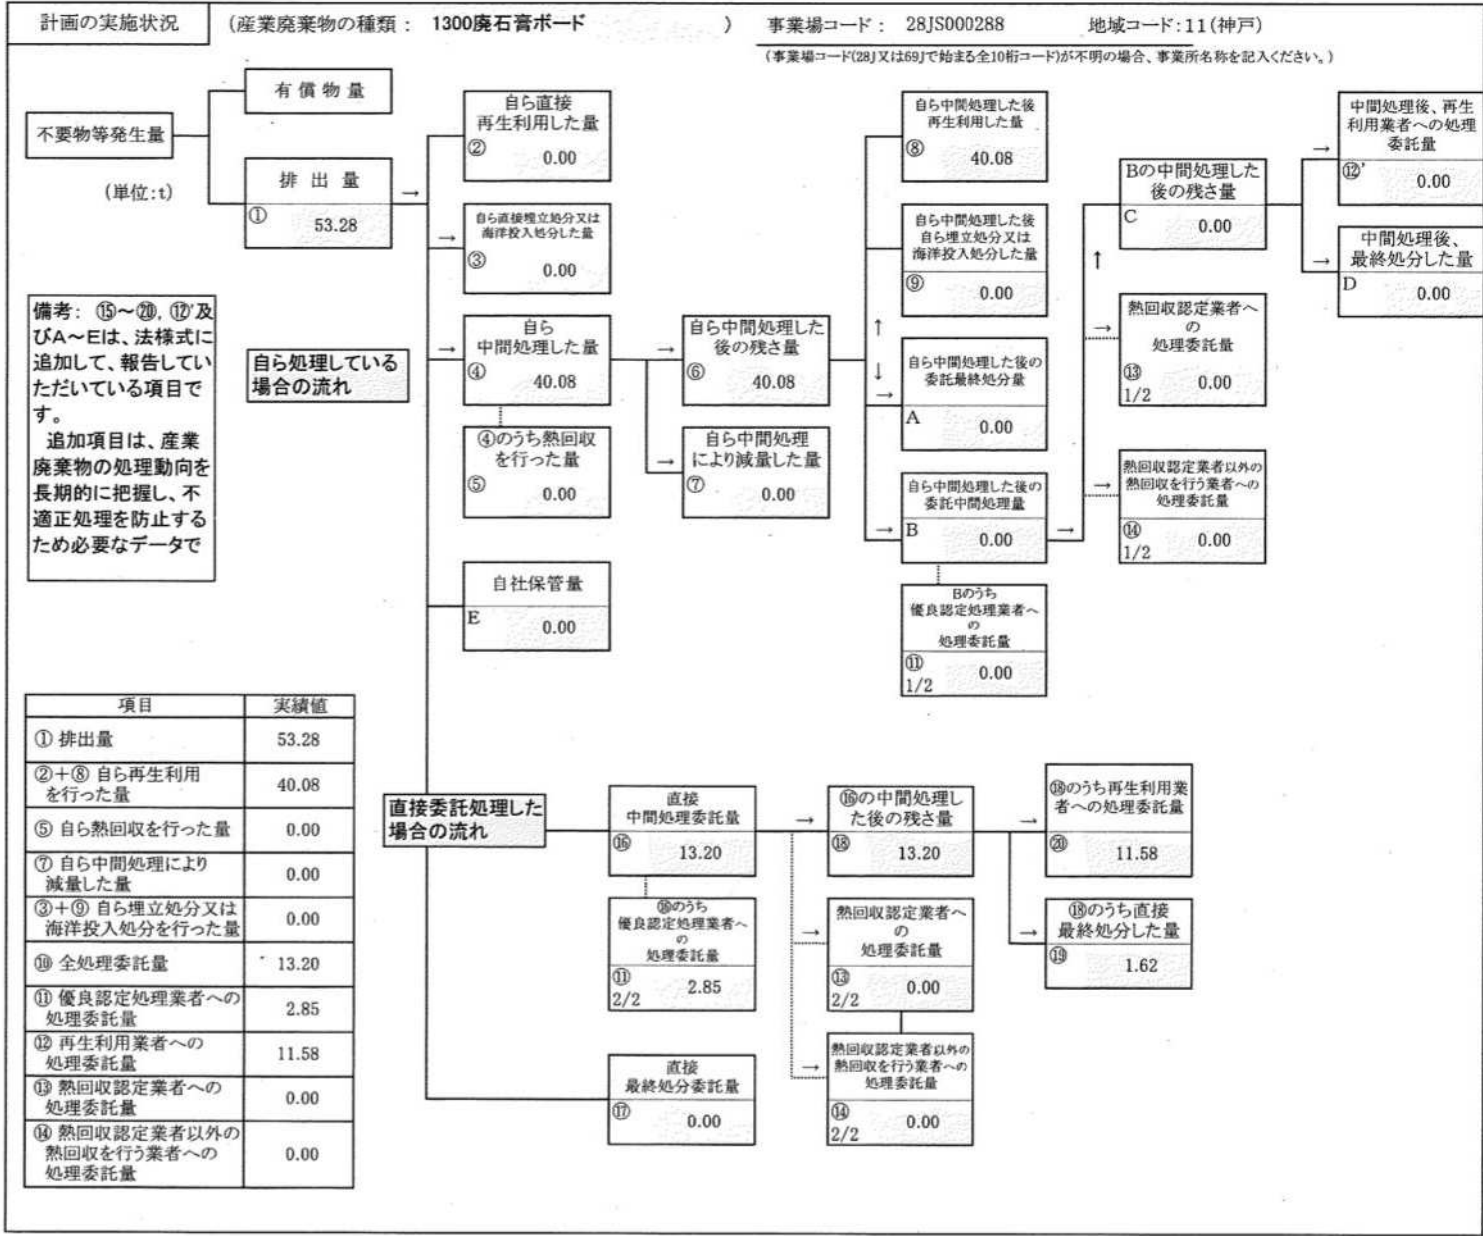 計画の実施状況 (産業廃棄物の種類： 1300廃石膏ボード ) 事業場コード： 28JS000288 地域コード：11(神戸)
(事業場コード(28J又は69Jで始まる全10桁コード)が不明の場合、事業所名称を記入ください。)
不要物等発生量
(単位：t)
有償物量
排出量
① 53.28
→
自ら直接
再生利用した量
② 0.00
→
自ら直接埋立処分又は
海洋投入処分した量
③ 0.00
→
自ら
中間処理した量
④ 40.08
④のうち熱回収
を行った量
⑤ 0.00
自社保管量
E 0.00
→
自ら中間処理した
後の残さ量
⑥ 40.08
→
自ら中間処理
により減量した量
⑦ 0.00
自ら中間処理した後
再生利用した量
⑧ 40.08
自ら中間処理した後
自ら埋立処分又は
海洋投入処分した量
⑨ 0.00
↑
↓
→
自ら中間処理した後の
委託最終処分量
A 0.00
→
自ら中間処理した後の
委託中間処理量
B 0.00
Bのうち
優良認定処理業者へ
の
処理委託量
⑪
1/2 0.00
→
↑
Bの中間処理した
後の残さ量
C 0.00
→
熱回収認定業者へ
の
処理委託量
⑬
1/2 0.00
→
熱回収認定業者以外の
熱回収を行う業者への
処理委託量
⑭
1/2 0.00
→
中間処理後、再生
利用業者への処理
委託量
⑫' 0.00
→
中間処理後、
最終処分した量
D 0.00
備考： ⑮～⑳, ⑫'及
びA～Eは、法様式に
追加して、報告してい
ただいている項目で
す。
追加項目は、産業
廃棄物の処理動向を
長期的に把握し、不
適正処理を防止する
ため必要なデータで
自ら処理している
場合の流れ
項目 実績値
① 排出量 53.28
②+⑧ 自ら再生利用
を行った量 40.08
⑤ 自ら熱回収を行った量 0.00
⑦ 自ら中間処理により
減量した量 0.00
③+⑨ 自ら埋立処分又は
海洋投入処分を行った量 0.00
⑩ 全処理委託量 13.20
⑪ 優良認定処理業者への
処理委託量 2.85
⑫ 再生利用業者への
処理委託量 11.58
⑬ 熱回収認定業者への
処理委託量 0.00
⑭ 熱回収認定業者以外の
熱回収を行う業者への
処理委託量 0.00
直接委託処理した
場合の流れ
直接
中間処理委託量
⑯ 13.20
⑯のうち
優良認定処理業者へ
の
処理委託量
⑪
2/2 2.85
直接
最終処分委託量
⑰ 0.00
→
⑯の中間処理し
た後の残さ量
⑱ 13.20
→
熱回収認定業者へ
の
処理委託量
⑬
2/2 0.00
→
熱回収認定業者以外の
熱回収を行う業者への
処理委託量
⑭
2/2 0.00
→
⑱のうち再生利用業
者への処理委託量
⑳ 11.58
→
⑱のうち直接
最終処分した量
⑲ 1.62